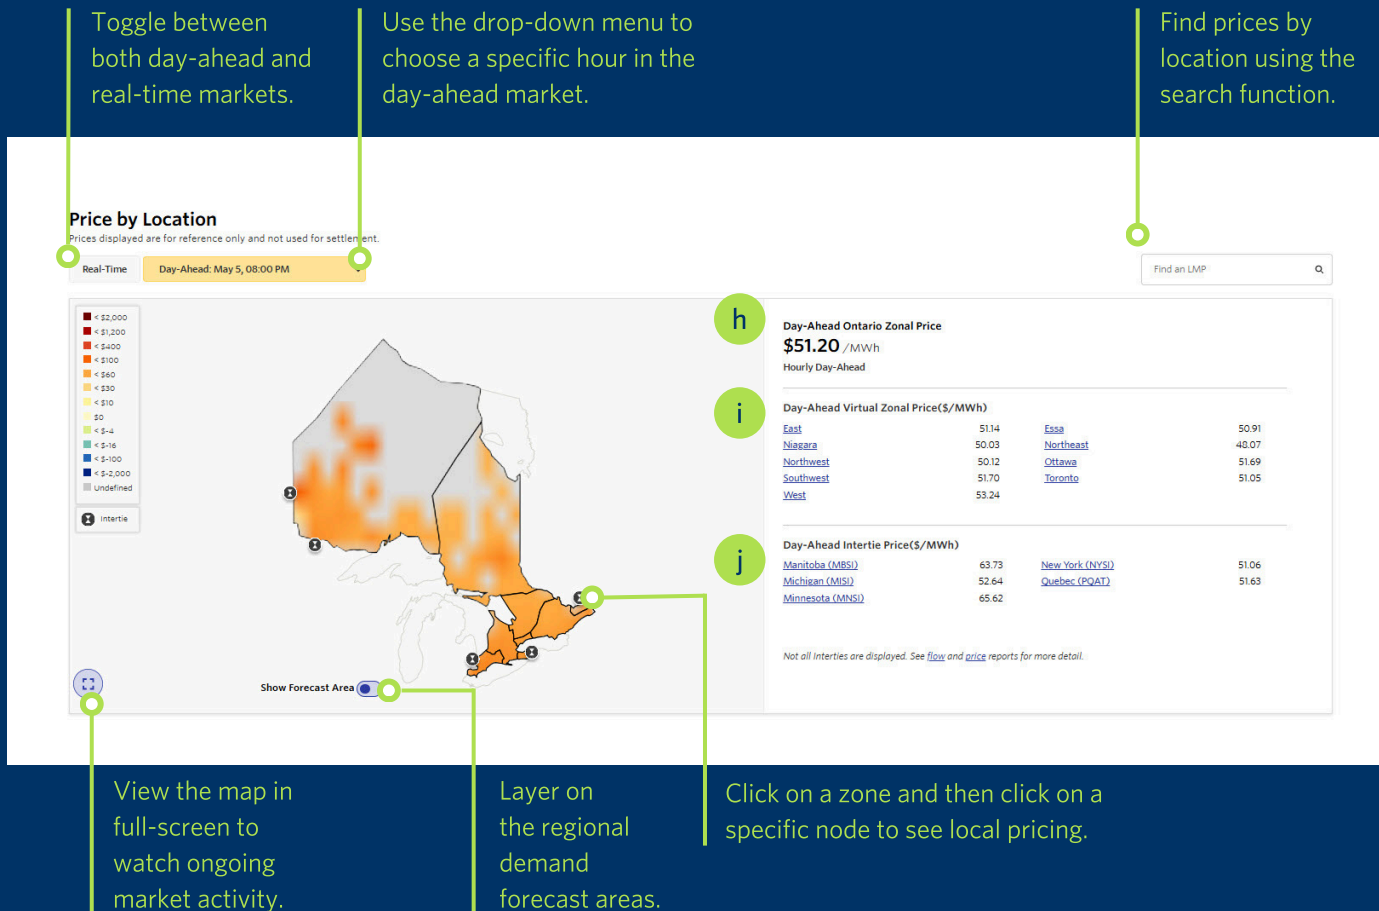 Toggle between
both day-ahead and
real-time markets.
Use the drop-down menu to
choose a specific hour in the
day-ahead market.
Find prices by
location using the
search function.
Price by Location
Prices displayed are for reference only and not used for settlement.
Real-Time
Day-Ahead: May 5, 08:00 PM
Find an LMP
< $2,000
< $1,200
< $400
< $100
< $60
< $30
< $10
$0
< $-4
< $-16
< $-100
< $-2,000
Undefined
Intertie
Show Forecast Area
h
Day-Ahead Ontario Zonal Price
$51.20 /MWh
Hourly Day-Ahead
i
Day-Ahead Virtual Zonal Price($/MWh)
East 51.14 Essa 50.91
Niagara 50.03 Northeast 48.07
Northwest 50.12 Ottawa 51.69
Southwest 51.70 Toronto 51.05
West 53.24
j
Day-Ahead Intertie Price($/MWh)
Manitoba (MBSI) 63.73 New York (NYSI) 51.06
Michigan (MISI) 52.64 Quebec (PQAT) 51.63
Minnesota (MNSI) 65.62
Not all Interties are displayed. See flow and price reports for more detail.
View the map in
full-screen to
watch ongoing
market activity.
Layer on
the regional
demand
forecast areas.
Click on a zone and then click on a
specific node to see local pricing.